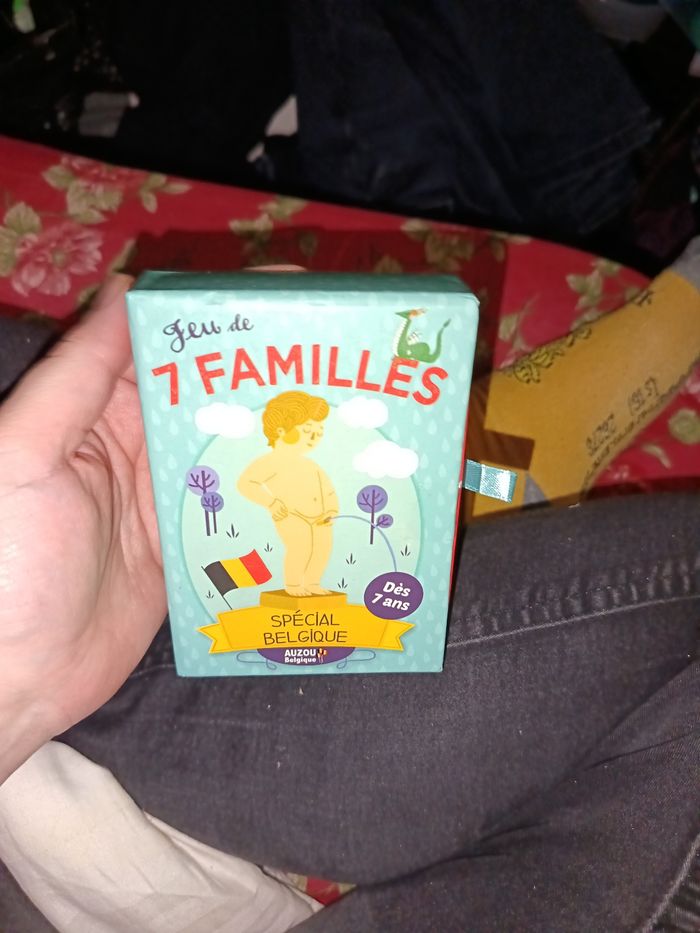 Jeu de
7 FAMILLES
Dès
7 ans
SPÉCIAL
BELGIQUE
AUZOU
Belgique